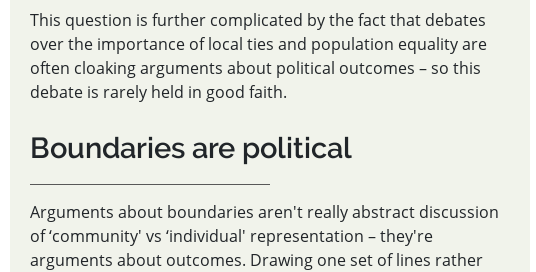 This question is further complicated by the fact that debates
over the importance of local ties and population equality are
often cloaking arguments about political outcomes – so this
debate is rarely held in good faith.
Boundaries are political
Arguments about boundaries aren't really abstract discussion
of ‘community' vs ‘individual' representation – they're
arguments about outcomes. Drawing one set of lines rather